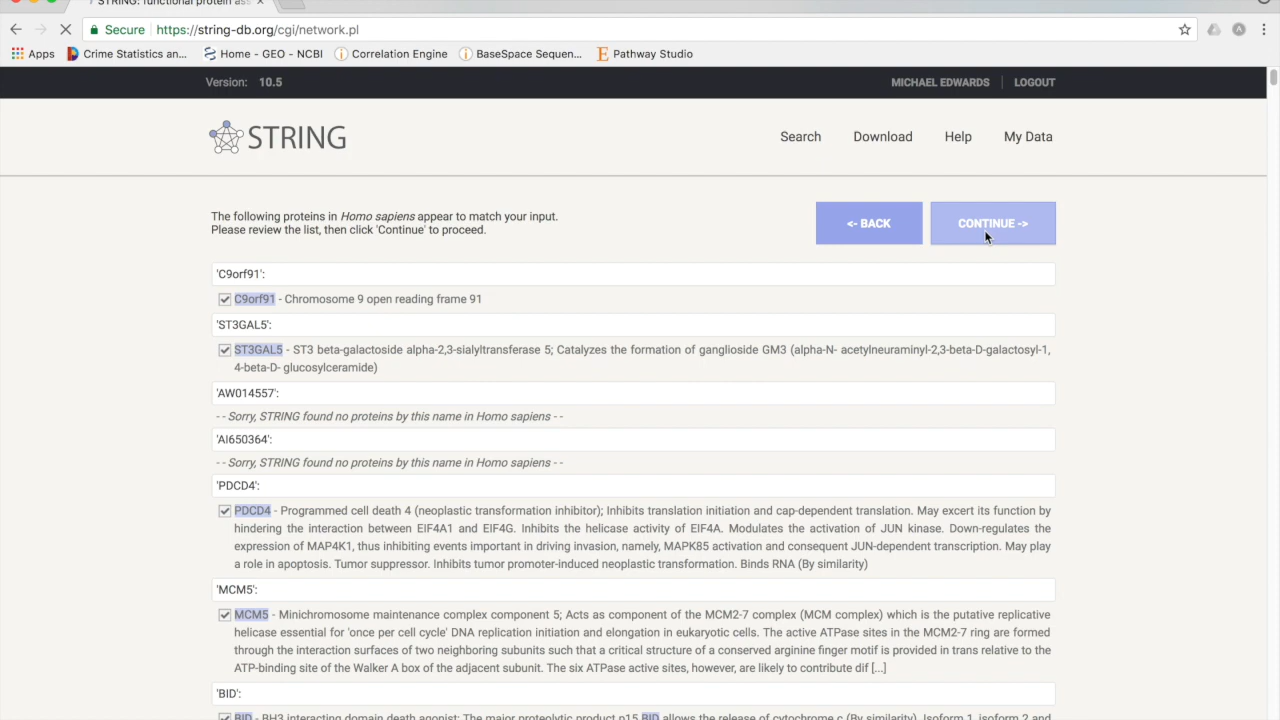 STRING: functional protein ass
Secure https://string-db.org/cgi/network.pl
Apps Crime Statistics an... Home - GEO - NCBI Correlation Engine BaseSpace Sequen... Pathway Studio
Version: 10.5 MICHAEL EDWARDS LOGOUT
STRING Search Download Help My Data
The following proteins in Homo sapiens appear to match your input.
Please review the list, then click 'Continue' to proceed.
<- BACK CONTINUE ->
'C9orf91':
C9orf91 - Chromosome 9 open reading frame 91
'ST3GAL5':
ST3GAL5 - ST3 beta-galactoside alpha-2,3-sialyltransferase 5; Catalyzes the formation of ganglioside GM3 (alpha-N- acetylneuraminyl-2,3-beta-D-galactosyl-1,
4-beta-D- glucosylceramide)
'AW014557':
- - Sorry, STRING found no proteins by this name in Homo sapiens - -
'AI650364':
- - Sorry, STRING found no proteins by this name in Homo sapiens - -
'PDCD4':
PDCD4 - Programmed cell death 4 (neoplastic transformation inhibitor); Inhibits translation initiation and cap-dependent translation. May excert its function by
hindering the interaction between EIF4A1 and EIF4G. Inhibits the helicase activity of EIF4A. Modulates the activation of JUN kinase. Down-regulates the
expression of MAP4K1, thus inhibiting events important in driving invasion, namely, MAPK85 activation and consequent JUN-dependent transcription. May play
a role in apoptosis. Tumor suppressor. Inhibits tumor promoter-induced neoplastic transformation. Binds RNA (By similarity)
'MCM5':
MCM5 - Minichromosome maintenance complex component 5; Acts as component of the MCM2-7 complex (MCM complex) which is the putative replicative
helicase essential for 'once per cell cycle' DNA replication initiation and elongation in eukaryotic cells. The active ATPase sites in the MCM2-7 ring are formed
through the interaction surfaces of two neighboring subunits such that a critical structure of a conserved arginine finger motif is provided in trans relative to the
ATP-binding site of the Walker A box of the adjacent subunit. The six ATPase active sites, however, are likely to contribute dif [...]
'BID':
BID - BH3 interacting domain death agonist; The major proteolytic product p15 BID allows the release of cytochrome c (By similarity). Isoform 1, isoform 2 and